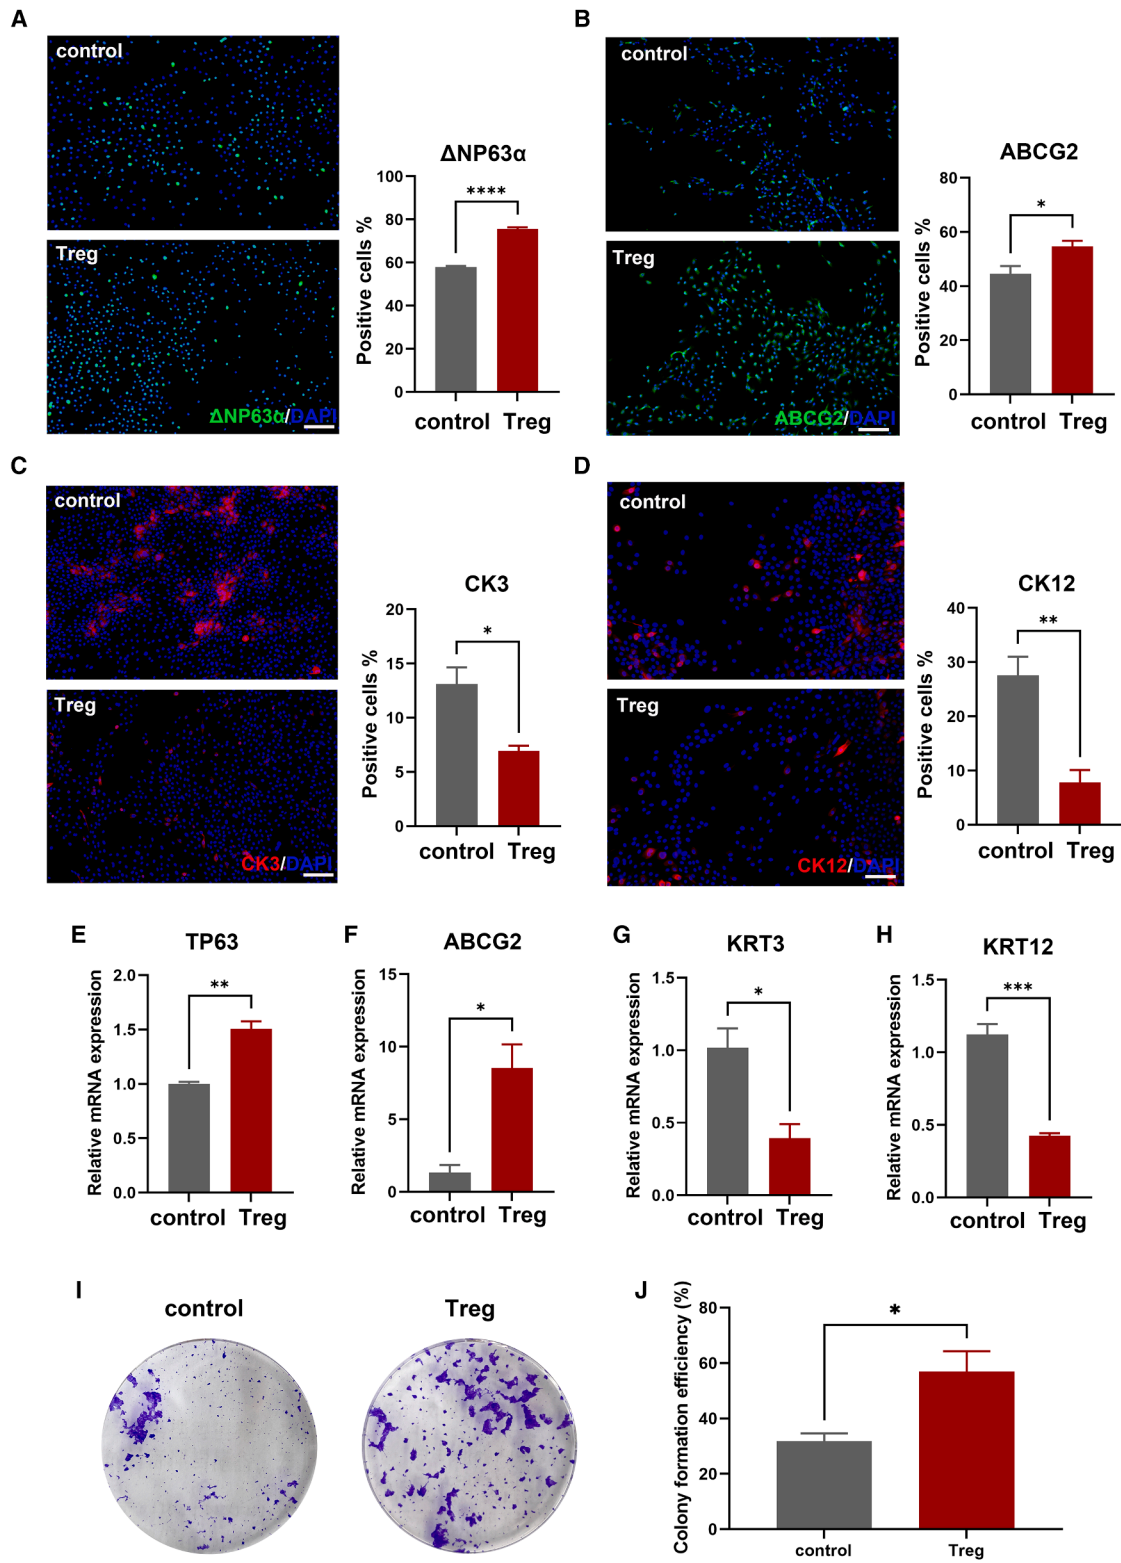 A
control
Treg
ΔNP63α/DAPI
ΔNP63α
****
Positive cells %
100
80
60
40
20
0
control Treg
B
control
Treg
ABCG2/DAPI
ABCG2
*
Positive cells %
80
60
40
20
0
control Treg
C
control
Treg
CK3/DAPI
CK3
*
Positive cells %
20
15
10
5
0
control Treg
D
control
Treg
CK12/DAPI
CK12
**
Positive cells %
40
30
20
10
0
control Treg
E
TP63
**
Relative mRNA expression
2.0
1.5
1.0
0.5
0.0
control Treg
F
ABCG2
*
Relative mRNA expression
15
10
5
0
control Treg
G
KRT3
*
Relative mRNA expression
1.5
1.0
0.5
0.0
control Treg
H
KRT12
***
Relative mRNA expression
1.5
1.0
0.5
0.0
control Treg
I
control
Treg
J
*
Colony formation efficiency (%)
80
60
40
20
0
control Treg